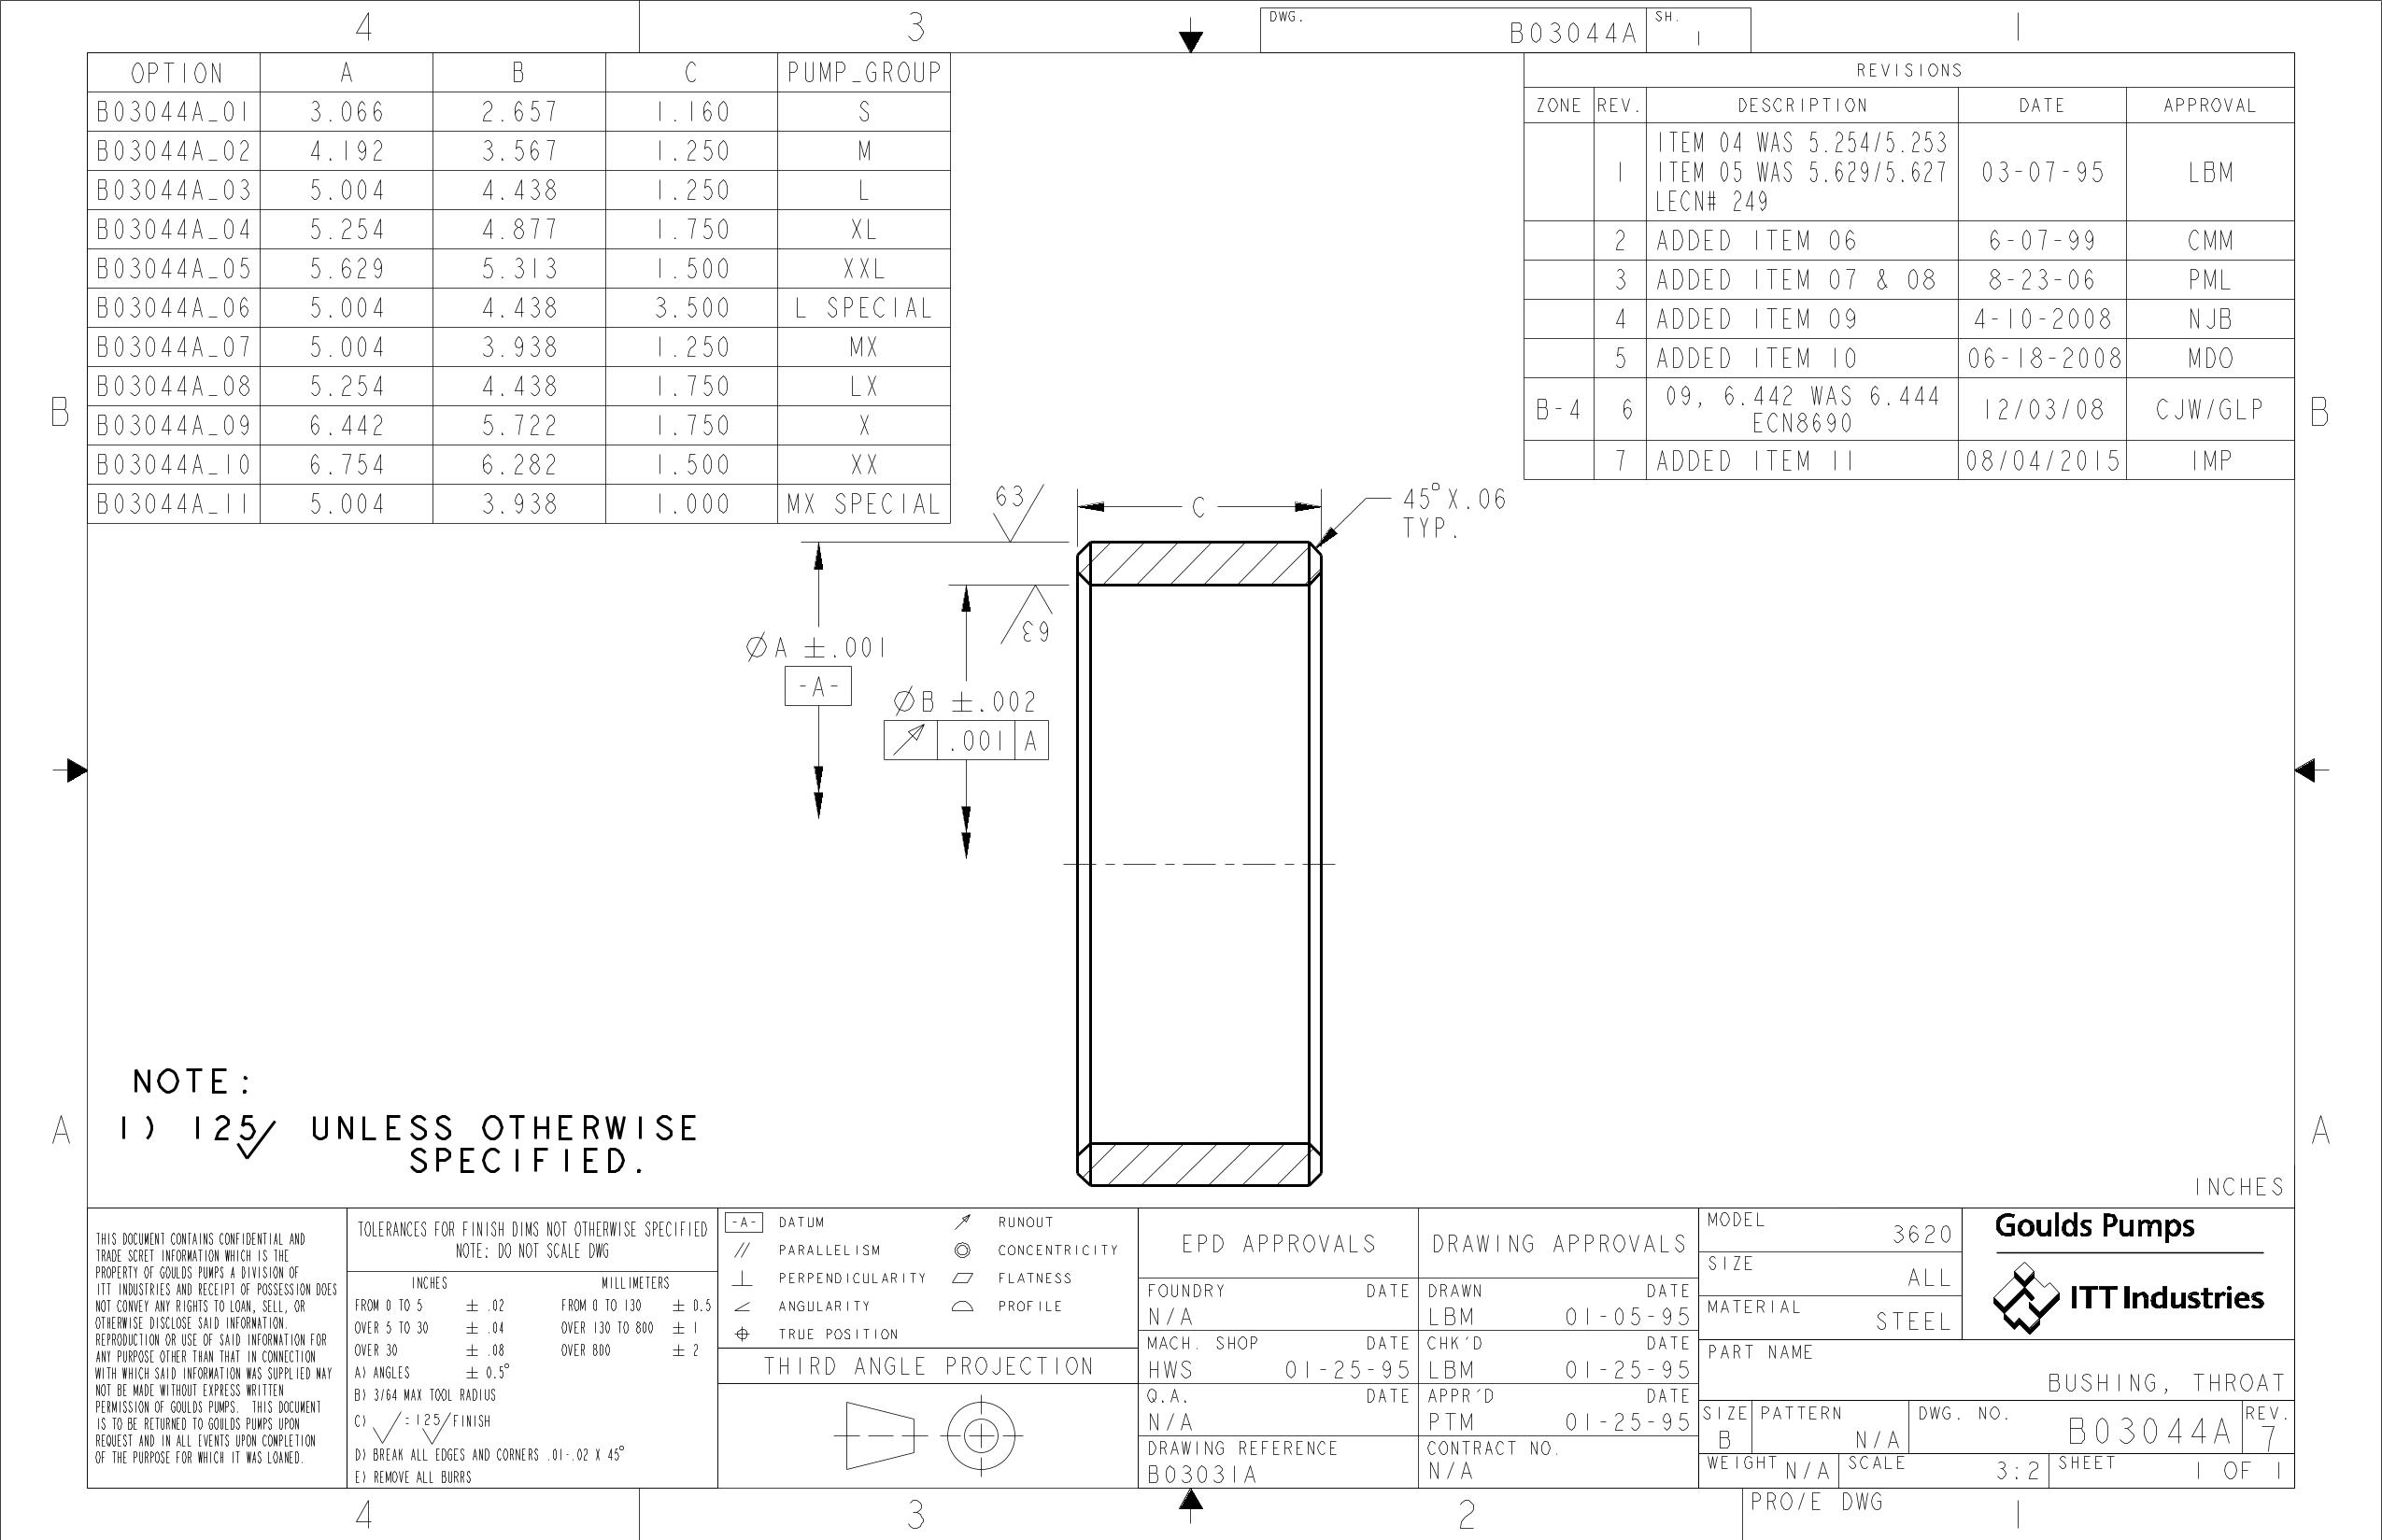 4 3
DWG. B03044A SH. 1
OPTION A B C PUMP_GROUP
B03044A_01 3.066 2.657 1.160 S
B03044A_02 4.192 3.567 1.250 M
B03044A_03 5.004 4.438 1.250 L
B03044A_04 5.254 4.877 1.750 XL
B03044A_05 5.629 5.313 1.500 XXL
B03044A_06 5.004 4.438 3.500 L SPECIAL
B03044A_07 5.004 3.938 1.250 MX
B03044A_08 5.254 4.438 1.750 LX
B03044A_09 6.442 5.722 1.750 X
B03044A_10 6.754 6.282 1.500 XX
B03044A_11 5.004 3.938 1.000 MX SPECIAL
REVISIONS
ZONE REV. DESCRIPTION DATE APPROVAL
1 ITEM 04 WAS 5.254/5.253
ITEM 05 WAS 5.629/5.627 03-07-95 LBM
LECN# 249
2 ADDED ITEM 06 6-07-99 CMM
3 ADDED ITEM 07 & 08 8-23-06 PML
4 ADDED ITEM 09 4-10-2008 NJB
5 ADDED ITEM 10 06-18-2008 MDO
B-4 6 09, 6.442 WAS 6.444 12/03/08 CJW/GLP
ECN8690
7 ADDED ITEM 11 08/04/2015 IMP
B B
63
C
45°X.06
TYP.
63
ØA ±.001
-A-
ØB ±.002
.001 A
NOTE:
1) 125/ UNLESS OTHERWISE
SPECIFIED.
A A
INCHES
THIS DOCUMENT CONTAINS CONFIDENTIAL AND
TRADE SCRET INFORMATION WHICH IS THE
PROPERTY OF GOULDS PUMPS A DIVISION OF
ITT INDUSTRIES AND RECEIPT OF POSSESSION DOES
NOT CONVEY ANY RIGHTS TO LOAN, SELL, OR
OTHERWISE DISCLOSE SAID INFORMATION.
REPRODUCTION OR USE OF SAID INFORMATION FOR
ANY PURPOSE OTHER THAN THAT IN CONNECTION
WITH WHICH SAID INFORMATION WAS SUPPLIED MAY
NOT BE MADE WITHOUT EXPRESS WRITTEN
PERMISSION OF GOULDS PUMPS. THIS DOCUMENT
IS TO BE RETURNED TO GOULDS PUMPS UPON
REQUEST AND IN ALL EVENTS UPON COMPLETION
OF THE PURPOSE FOR WHICH IT WAS LOANED.
TOLERANCES FOR FINISH DIMS NOT OTHERWISE SPECIFIED
NOTE: DO NOT SCALE DWG
INCHES MILLIMETERS
FROM 0 TO 5 ± .02 FROM 0 TO 130 ± 0.5
OVER 5 TO 30 ± .04 OVER 130 TO 800 ± 1
OVER 30 ± .08 OVER 800 ± 2
A) ANGLES ± 0.5°
B) 3/64 MAX TOOL RADIUS
C) √ = 125/ FINISH
D) BREAK ALL EDGES AND CORNERS .01-.02 X 45°
E) REMOVE ALL BURRS
-A- DATUM RUNOUT
PARALLELISM CONCENTRICITY
PERPENDICULARITY FLATNESS
ANGULARITY PROFILE
TRUE POSITION
THIRD ANGLE PROJECTION
EPD APPROVALS DRAWING APPROVALS
FOUNDRY DATE DRAWN DATE
N/A LBM 01-05-95
MACH. SHOP DATE CHK'D DATE
HWS 01-25-95 LBM 01-25-95
Q.A. DATE APPR'D DATE
N/A PTM 01-25-95
DRAWING REFERENCE CONTRACT NO.
B03031A N/A
MODEL 3620
SIZE ALL
MATERIAL STEEL
Goulds Pumps
ITT Industries
PART NAME
BUSHING, THROAT
SIZE PATTERN DWG. NO. REV.
B N/A B03044A 7
WEIGHT N/A SCALE 3:2 SHEET 1 OF 1
4 3 2
PRO/E DWG 1